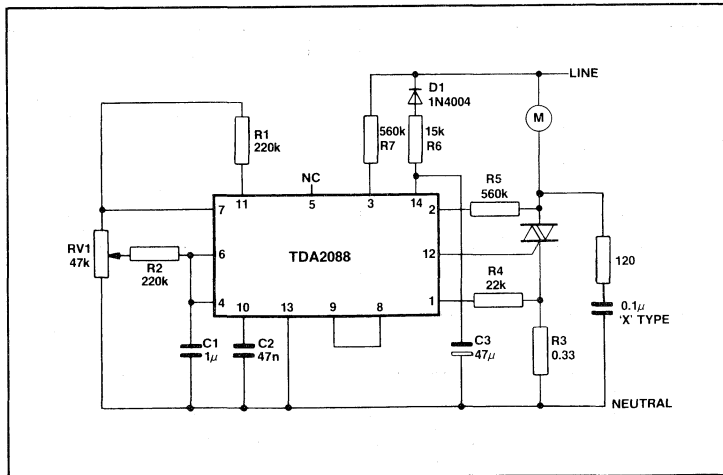 LINE
D1
1N4004
R1
220k
560k
R7
15k
R6
M
NC
R5
560k
11
5
3
14
7
2
RV1
47k
R2
220k
6
TDA2088
12
R4
22k
120
4
10
13
9
8
1
C1
1μ
C2
47n
C3
47μ
R3
0.33
0.1μ
'X' TYPE
NEUTRAL